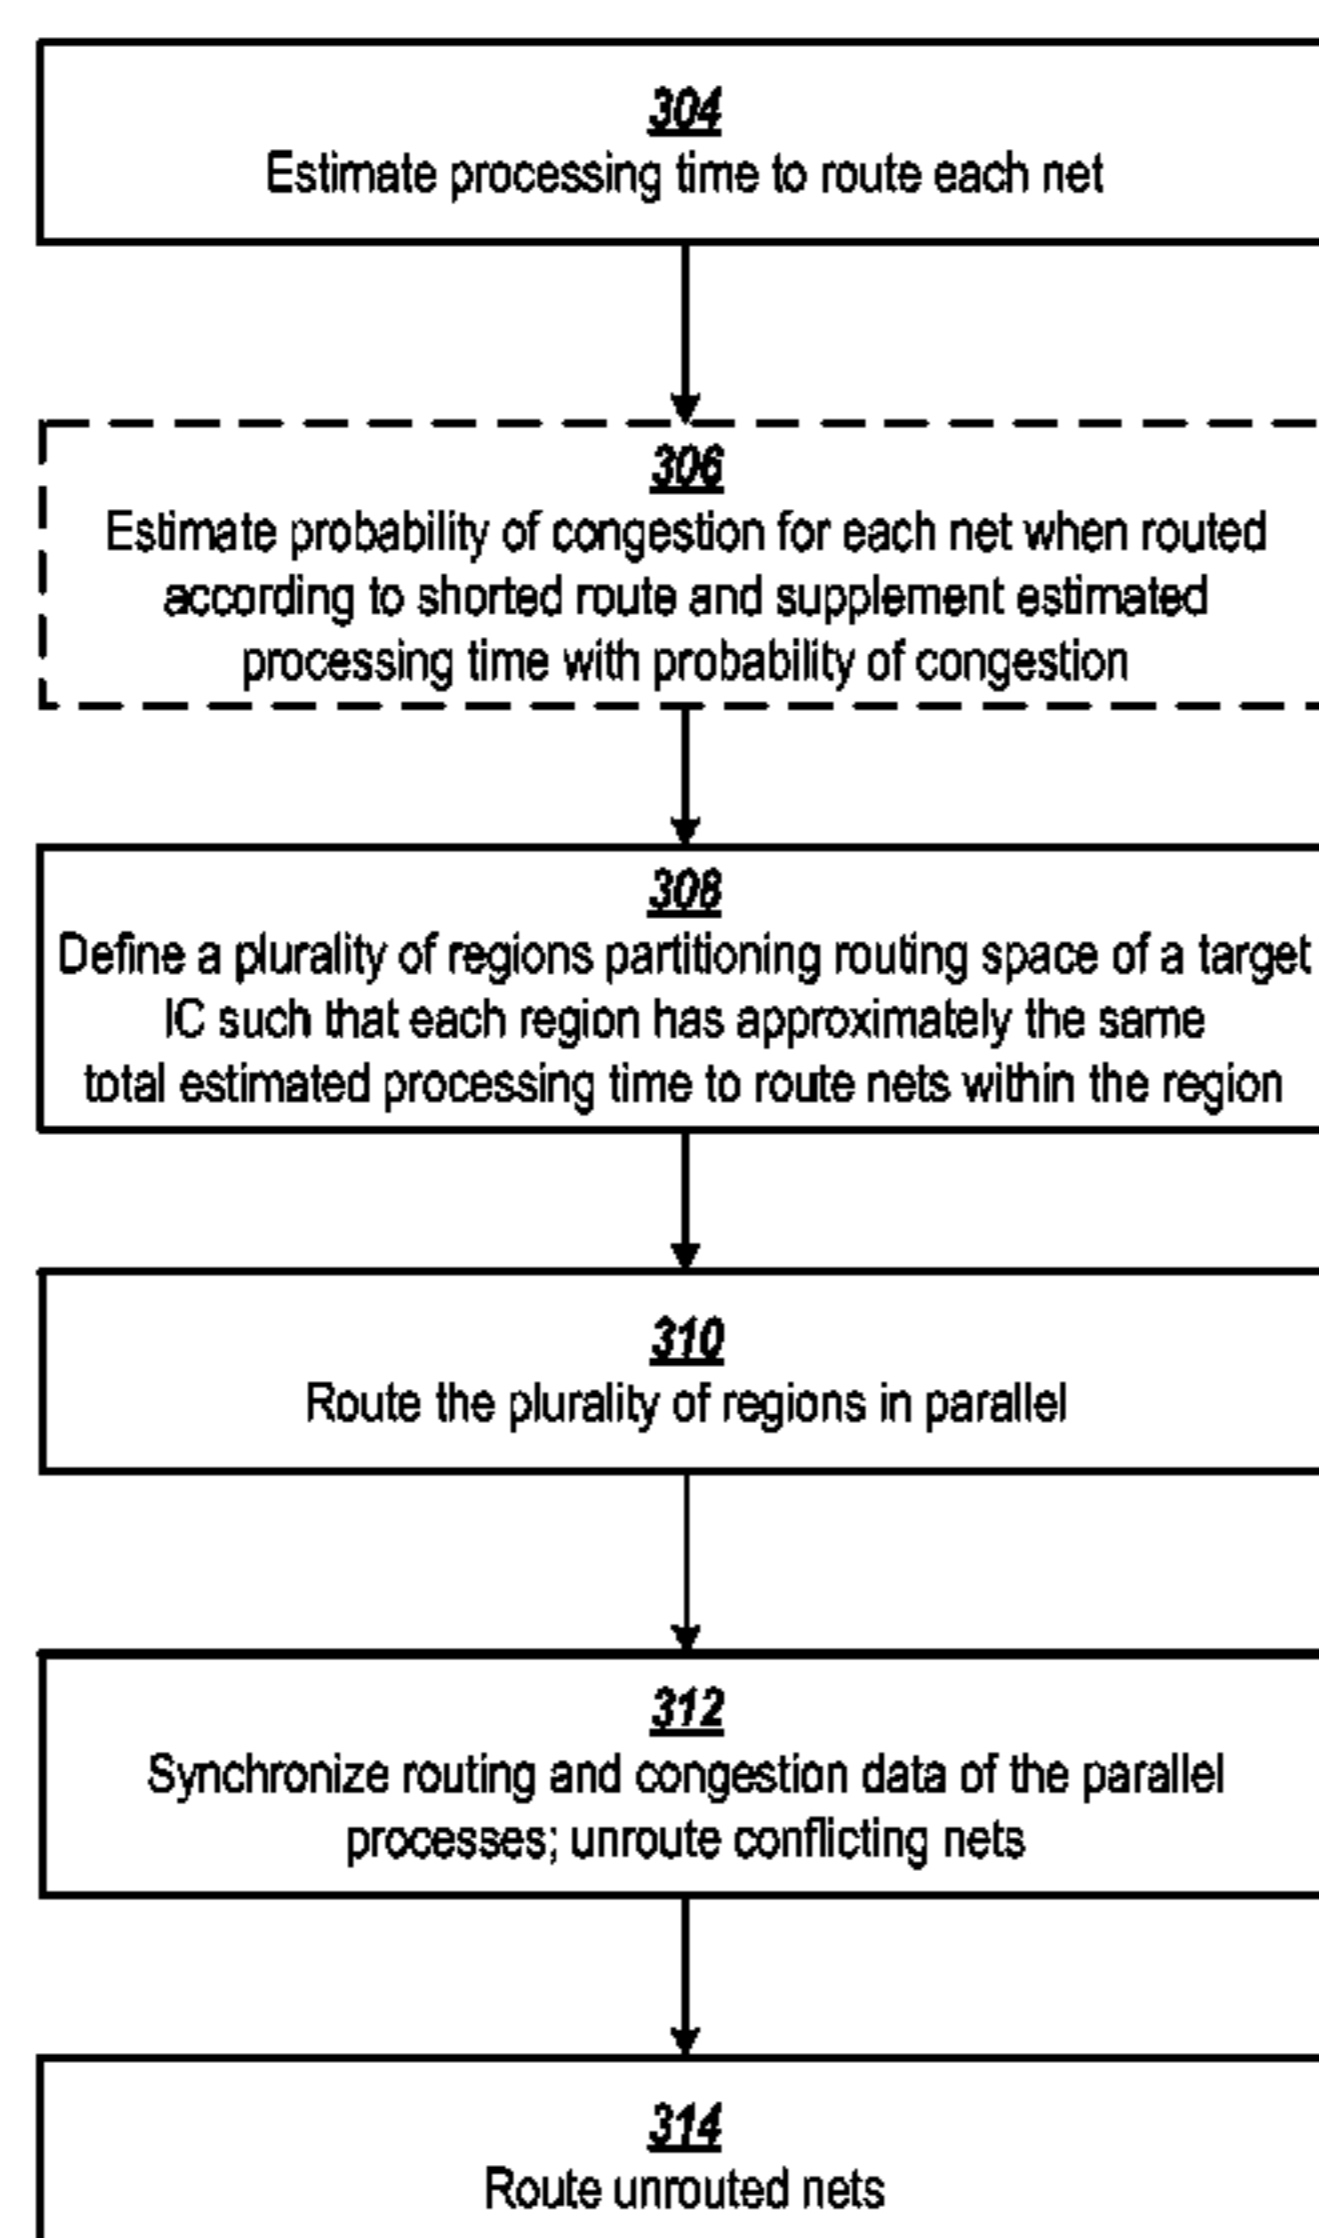 304
Estimate processing time to route each net
306
Estimate probability of congestion for each net when routed
according to shorted route and supplement estimated
processing time with probability of congestion
308
Define a plurality of regions partitioning routing space of a target
IC such that each region has approximately the same
total estimated processing time to route nets within the region
310
Route the plurality of regions in parallel
312
Synchronize routing and congestion data of the parallel
processes; unroute conflicting nets
314
Route unrouted nets